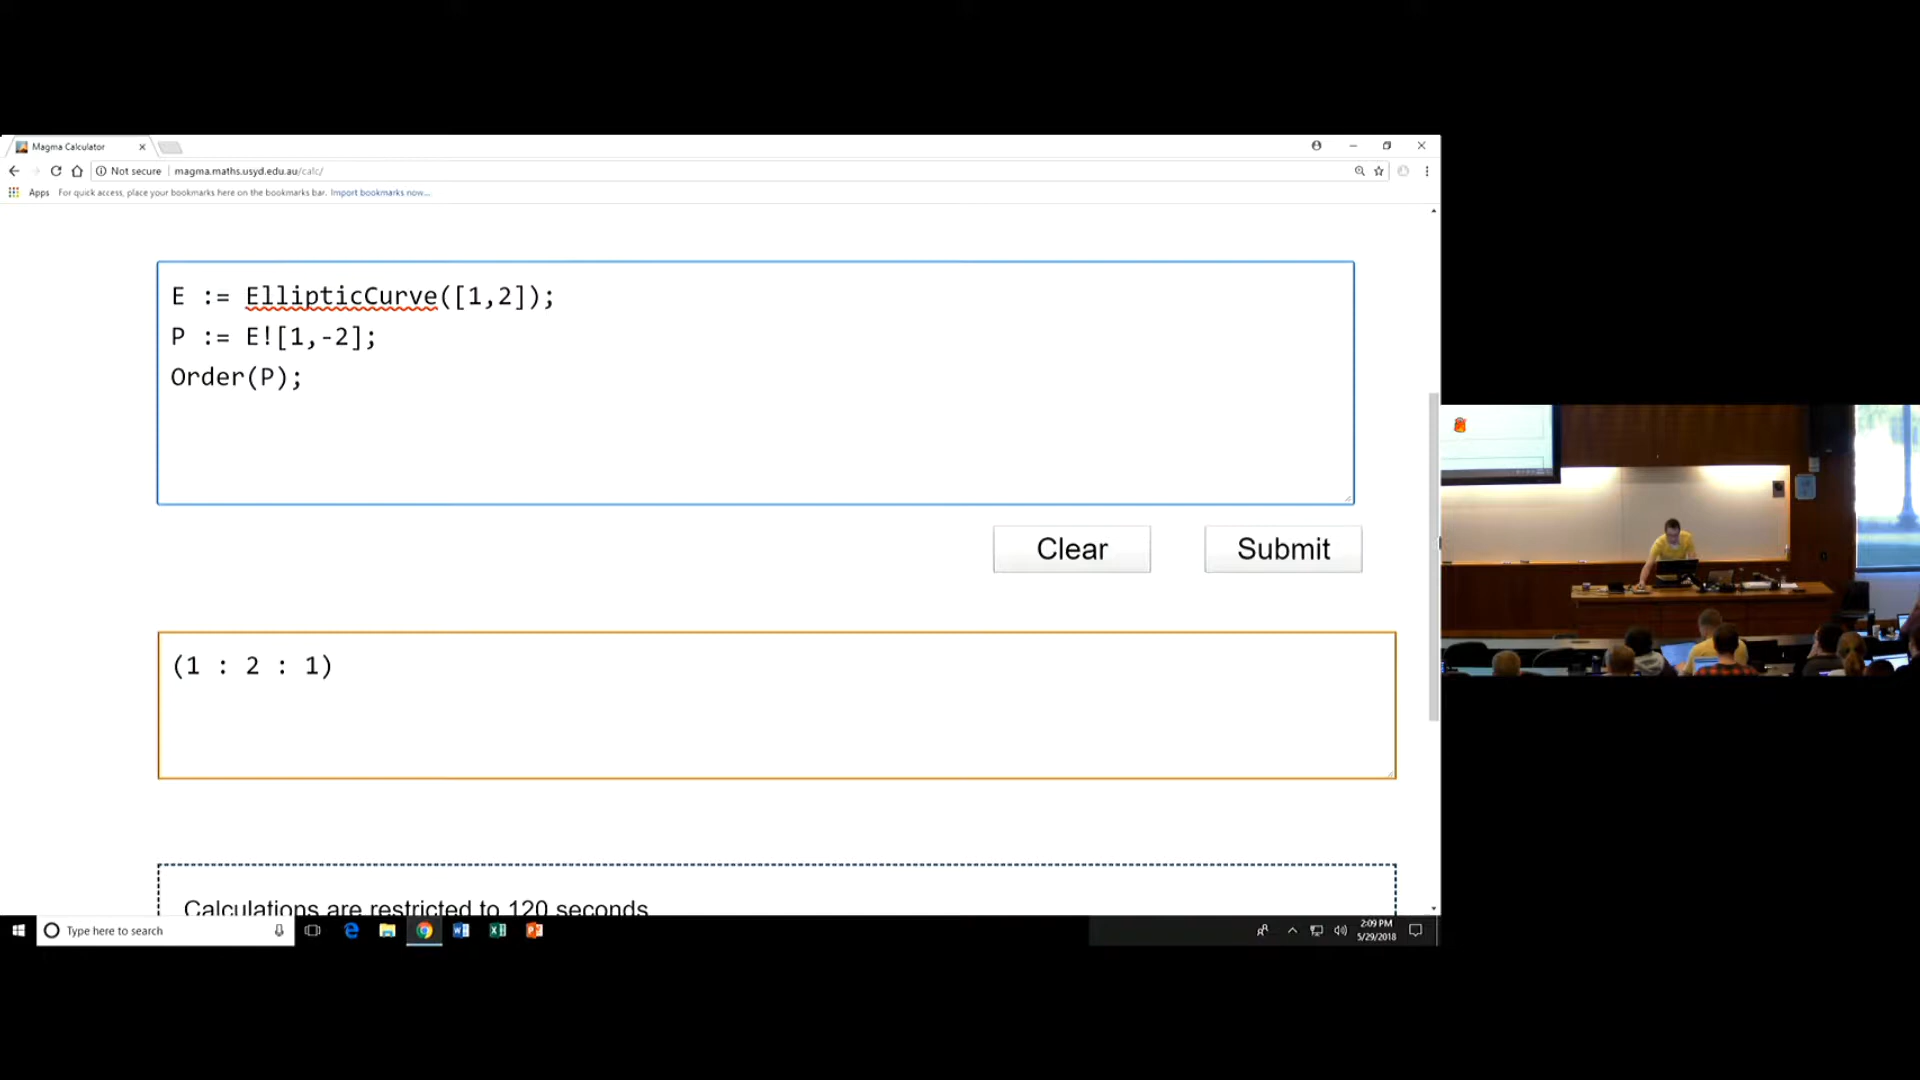 Magma Calculator
Not secure
magma.maths.usyd.edu.au/calc/
Apps
For quick access, place your bookmarks here on the bookmarks bar. Import bookmarks now...
E := EllipticCurve([1,2]);
P := E![1,-2];
Order(P);
Clear
Submit
(1 : 2 : 1)
Calculations are restricted to 120 seconds
Type here to search
2:09 PM
5/29/2018